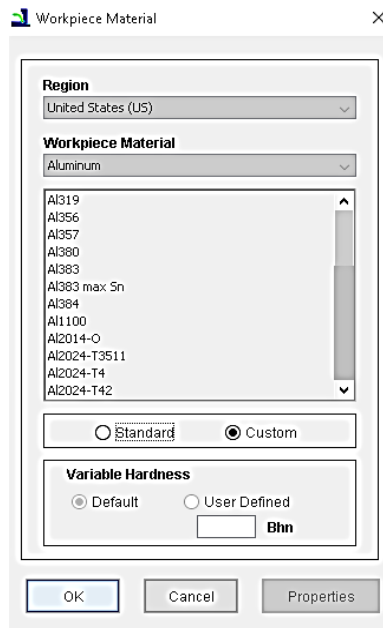 Workpiece Material
Region
United States (US)
Workpiece Material
Aluminum
Al319
Al356
Al357
Al380
Al383
Al383 max Sn
Al384
Al1100
Al2014-O
Al2024-T3511
Al2024-T4
Al2024-T42
Standard Custom
Variable Hardness
Default User Defined
Bhn
OK Cancel Properties